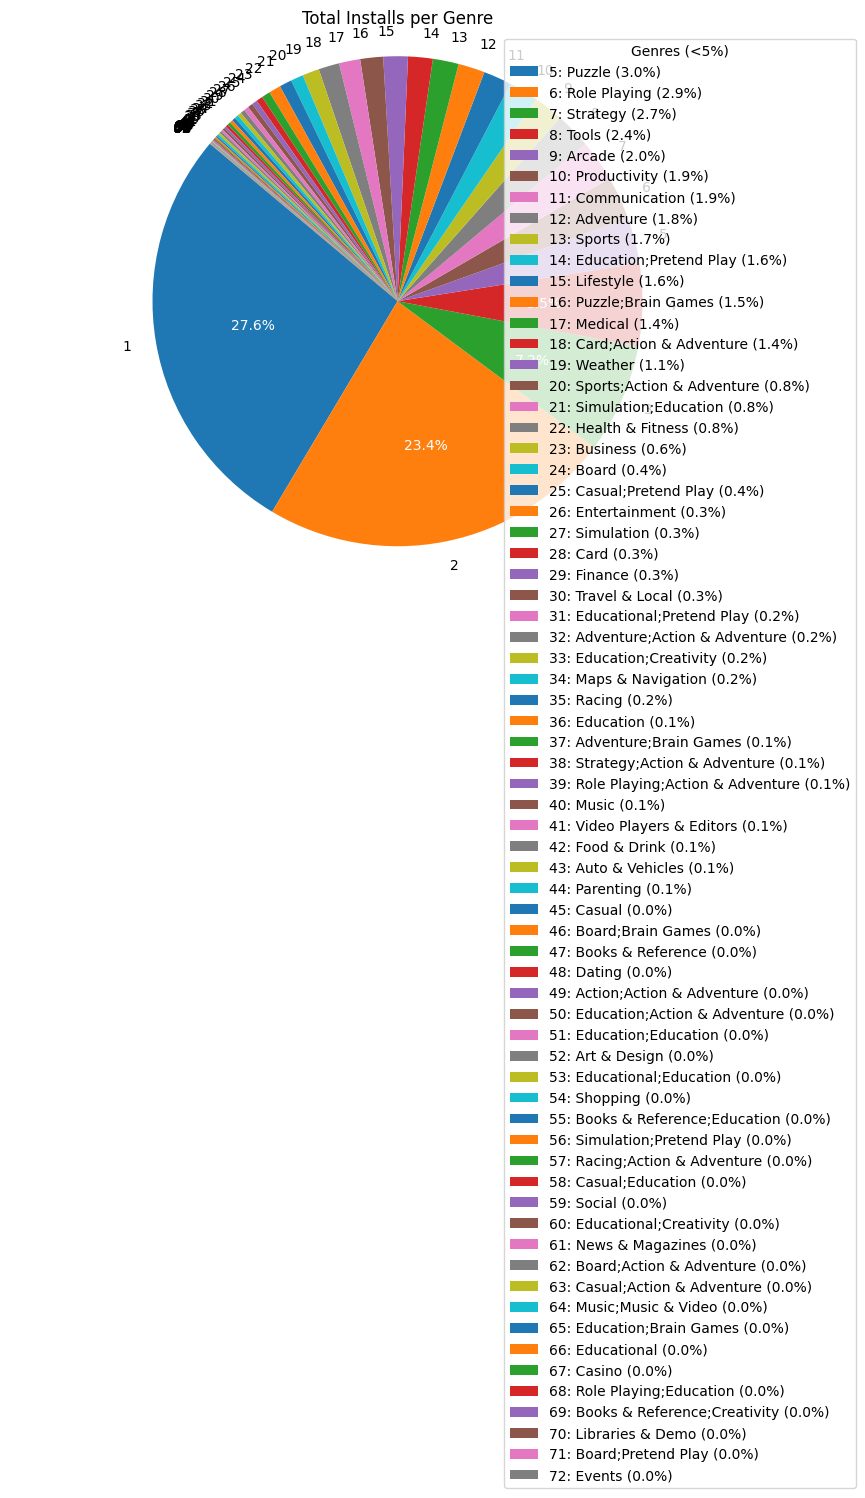 Total Installs per Genre
1
27.6%
2
23.4%
5
6
7
10
11
12
13
14
15
16
17
18
19
20
21
22
Genres (<5%)
5: Puzzle (3.0%)
6: Role Playing (2.9%)
7: Strategy (2.7%)
8: Tools (2.4%)
9: Arcade (2.0%)
10: Productivity (1.9%)
11: Communication (1.9%)
12: Adventure (1.8%)
13: Sports (1.7%)
14: Education;Pretend Play (1.6%)
15: Lifestyle (1.6%)
16: Puzzle;Brain Games (1.5%)
17: Medical (1.4%)
18: Card;Action & Adventure (1.4%)
19: Weather (1.1%)
20: Sports;Action & Adventure (0.8%)
21: Simulation;Education (0.8%)
22: Health & Fitness (0.8%)
23: Business (0.6%)
24: Board (0.4%)
25: Casual;Pretend Play (0.4%)
26: Entertainment (0.3%)
27: Simulation (0.3%)
28: Card (0.3%)
29: Finance (0.3%)
30: Travel & Local (0.3%)
31: Educational;Pretend Play (0.2%)
32: Adventure;Action & Adventure (0.2%)
33: Education;Creativity (0.2%)
34: Maps & Navigation (0.2%)
35: Racing (0.2%)
36: Education (0.1%)
37: Adventure;Brain Games (0.1%)
38: Strategy;Action & Adventure (0.1%)
39: Role Playing;Action & Adventure (0.1%)
40: Music (0.1%)
41: Video Players & Editors (0.1%)
42: Food & Drink (0.1%)
43: Auto & Vehicles (0.1%)
44: Parenting (0.1%)
45: Casual (0.0%)
46: Board;Brain Games (0.0%)
47: Books & Reference (0.0%)
48: Dating (0.0%)
49: Action;Action & Adventure (0.0%)
50: Education;Action & Adventure (0.0%)
51: Education;Education (0.0%)
52: Art & Design (0.0%)
53: Educational;Education (0.0%)
54: Shopping (0.0%)
55: Books & Reference;Education (0.0%)
56: Simulation;Pretend Play (0.0%)
57: Racing;Action & Adventure (0.0%)
58: Casual;Education (0.0%)
59: Social (0.0%)
60: Educational;Creativity (0.0%)
61: News & Magazines (0.0%)
62: Board;Action & Adventure (0.0%)
63: Casual;Action & Adventure (0.0%)
64: Music;Music & Video (0.0%)
65: Education;Brain Games (0.0%)
66: Educational (0.0%)
67: Casino (0.0%)
68: Role Playing;Education (0.0%)
69: Books & Reference;Creativity (0.0%)
70: Libraries & Demo (0.0%)
71: Board;Pretend Play (0.0%)
72: Events (0.0%)